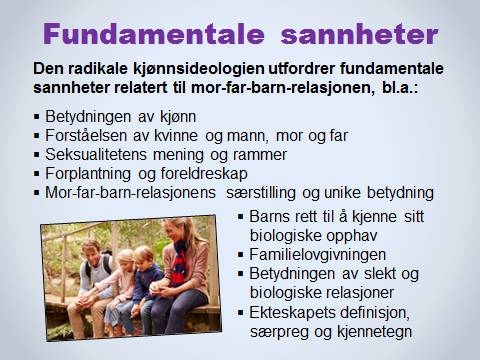 Fundamentale sannheter
Den radikale kjønnsideologien utfordrer fundamentale
sannheter relatert til mor-far-barn-relasjonen, bl.a.:
▪ Betydningen av kjønn
▪ Forståelsen av kvinne og mann, mor og far
▪ Seksualitetens mening og rammer
▪ Forplantning og foreldreskap
▪ Mor-far-barn-relasjonens særstilling og unike betydning
▪ Barns rett til å kjenne sitt
biologiske opphav
▪ Familielovgivningen
▪ Betydningen av slekt og
biologiske relasjoner
▪ Ekteskapets definisjon,
særpreg og kjennetegn